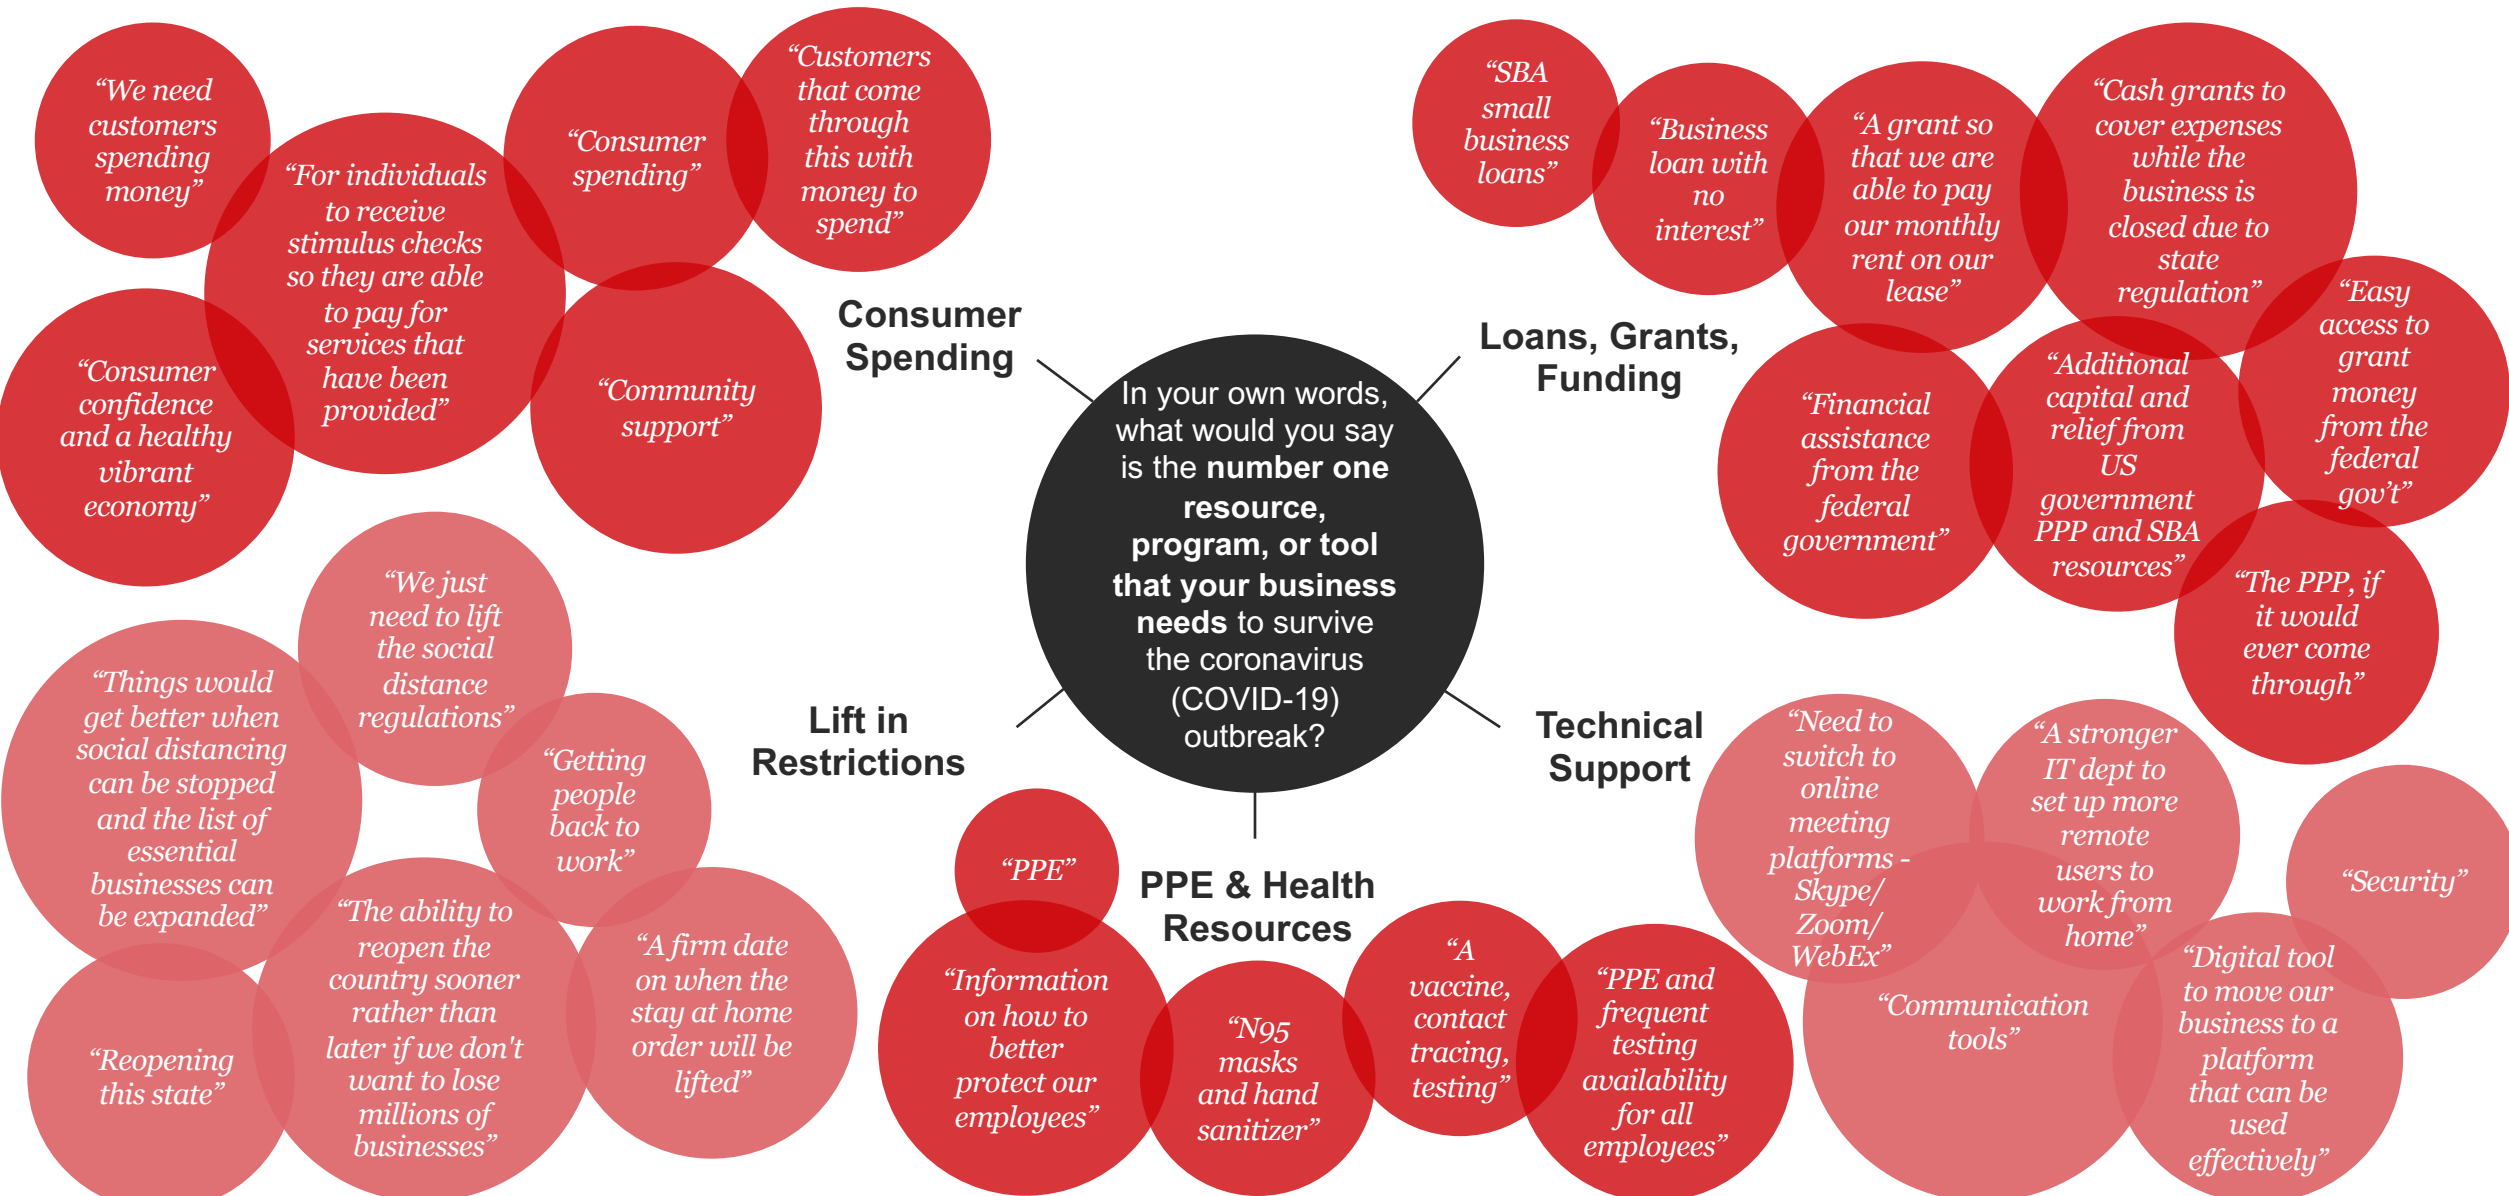 “We need
customers
spending
money”
“For individuals
to receive
stimulus checks
so they are able
to pay for
services that
have been
provided”
“Consumer
spending”
“Customers
that come
through
this with
money to
spend”
“Consumer
confidence
and a healthy
vibrant
economy”
“Community
support”
Consumer
Spending
“SBA
small
business
loans”
“Business
loan with
no
interest”
“A grant so
that we are
able to pay
our monthly
rent on our
lease”
“Cash grants to
cover expenses
while the
business is
closed due to
state
regulation”
“Easy
access to
grant
money
from the
federal
gov’t”
Loans, Grants,
Funding
“Financial
assistance
from the
federal
government”
“Additional
capital and
relief from
US
government
PPP and SBA
resources”
“The PPP, if
it would
ever come
through”
In your own words,
what would you say
is the number one
resource,
program, or tool
that your business
needs to survive
the coronavirus
(COVID-19)
outbreak?
“We just
need to lift
the social
distance
regulations”
“Things would
get better when
social distancing
can be stopped
and the list of
essential
businesses can
be expanded”
“Getting
people
back to
work”
Lift in
Restrictions
“Reopening
this state”
“The ability to
reopen the
country sooner
rather than
later if we don't
want to lose
millions of
businesses”
“A firm date
on when the
stay at home
order will be
lifted”
“PPE”
PPE & Health
Resources
“Information
on how to
better
protect our
employees”
“N95
masks
and hand
sanitizer”
“A
vaccine,
contact
tracing,
testing”
“PPE and
frequent
testing
availability
for all
employees”
Technical
Support
“Need to
switch to
online
meeting
platforms -
Skype/
Zoom/
WebEx”
“A stronger
IT dept to
set up more
remote
users to
work from
home”
“Security”
“Communication
tools”
“Digital tool
to move our
business to a
platform
that can be
used
effectively”